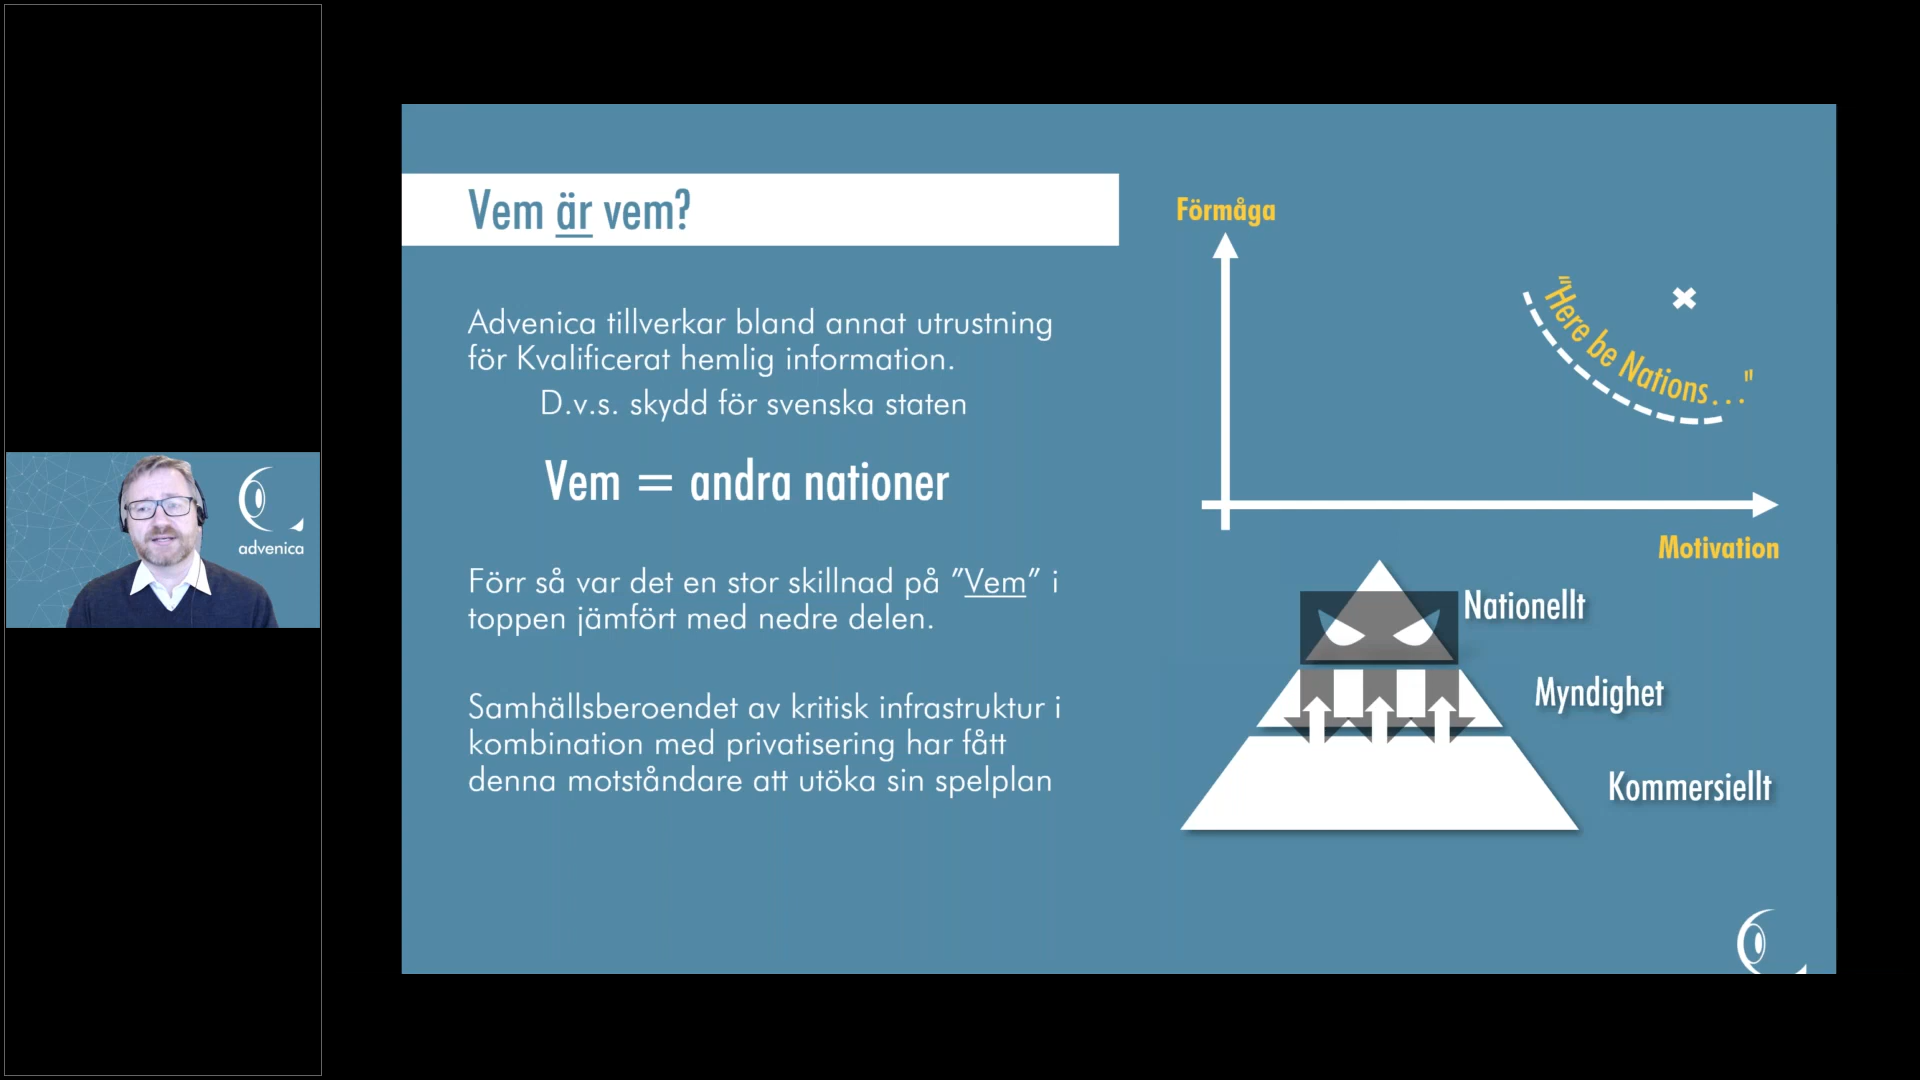 Vem är vem?
Advenica tillverkar bland annat utrustning
för Kvalificerat hemlig information.
D.v.s. skydd för svenska staten
Vem = andra nationer
Förr så var det en stor skillnad på ”Vem” i
toppen jämfört med nedre delen.
Samhällsberoendet av kritisk infrastruktur i
kombination med privatisering har fått
denna motståndare att utöka sin spelplan
Förmåga
"Here be Nations..."
Motivation
Nationellt
Myndighet
Kommersiellt
advenica